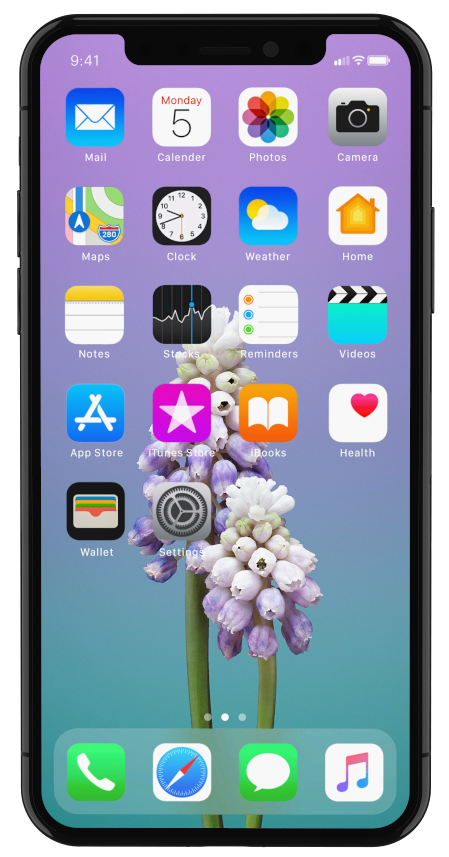 9:41
Monday
5
Mail
Calender
Photos
Camera
280
Maps
Clock
Weather
Home
Notes
Stocks
Reminders
Videos
App Store
iTunes Store
iBooks
Health
Wallet
Settings